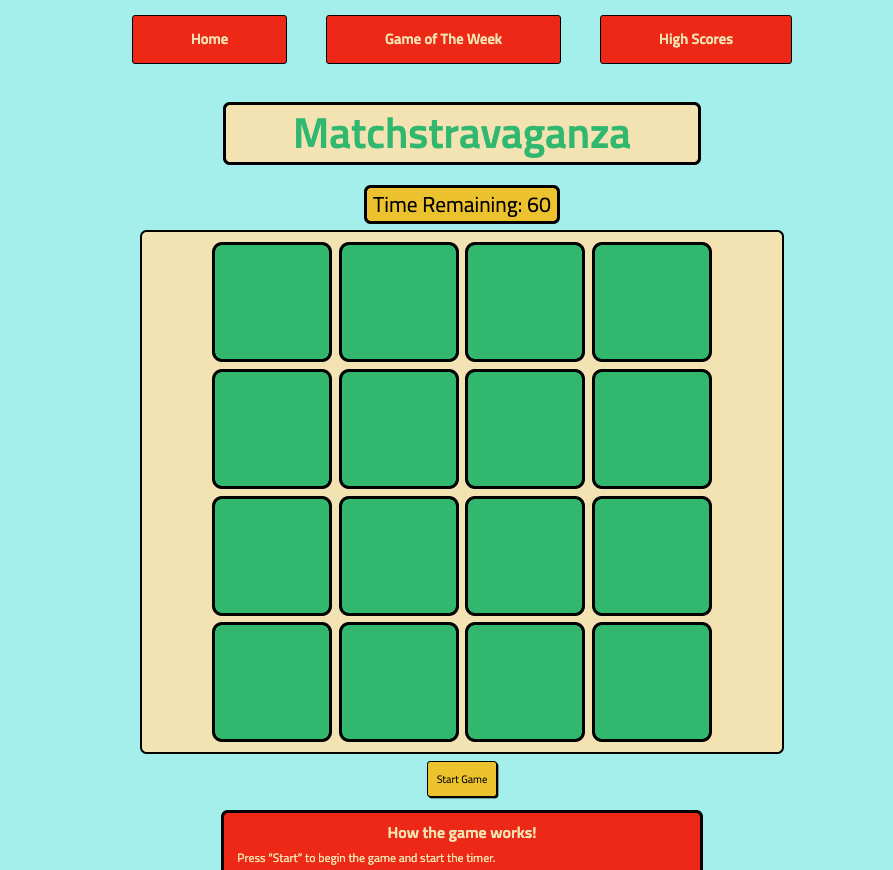 Home
Game of The Week
High Scores
Matchstravaganza
Time Remaining: 60
Start Game
How the game works!
Press "Start" to begin the game and start the timer.